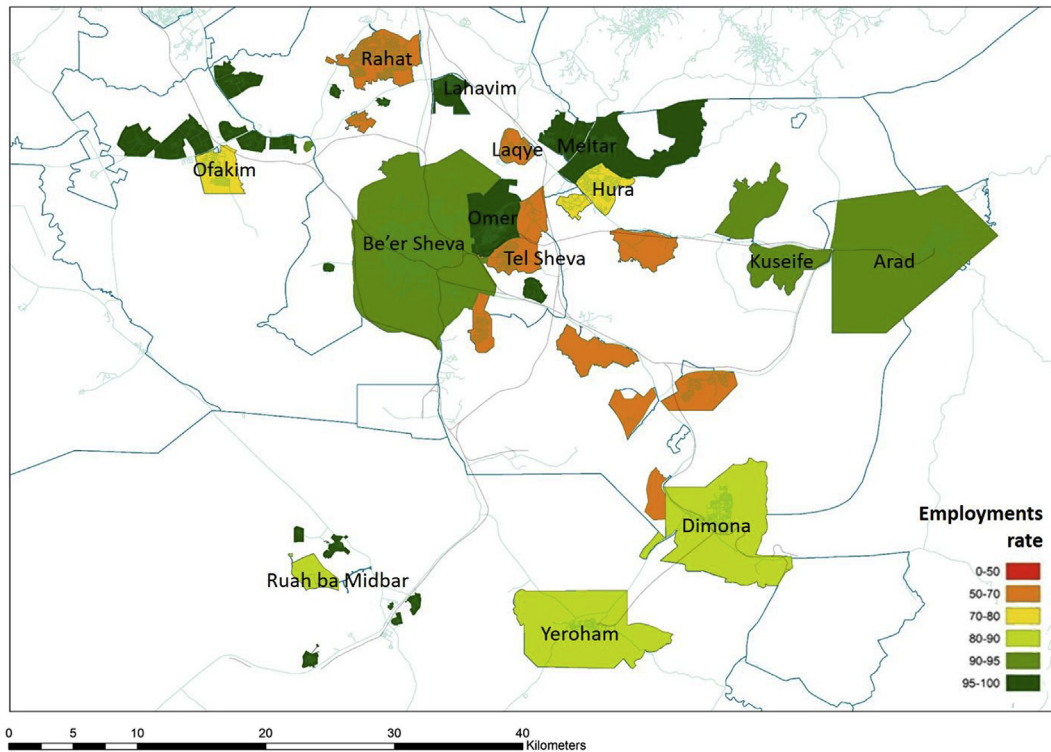 Rahat
Lahavim
Laqye
Meitar
Ofakim
Hura
Omer
Be'er Sheva
Tel Sheva
Kuseife
Arad
Dimona
Ruah ba Midbar
Yeroham
Employments
rate
0-50
50-70
70-80
80-90
90-95
95-100
0 5 10 20 30 40
Kilometers